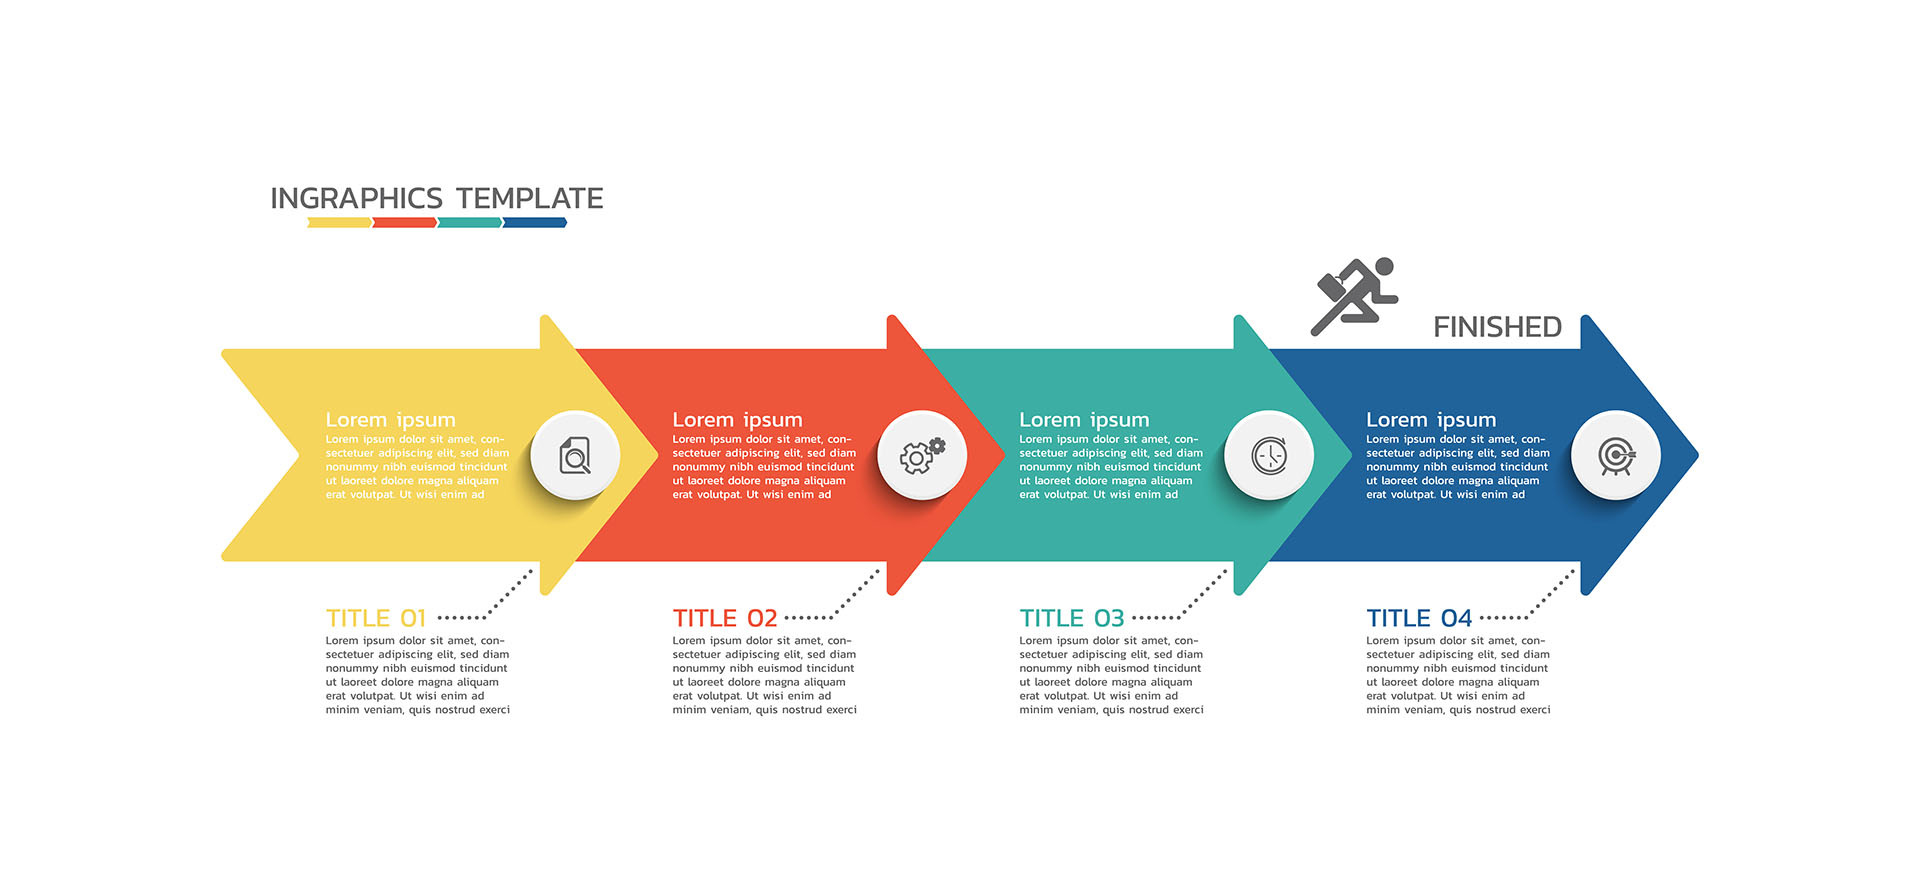 INGRAPHICS TEMPLATE
FINISHED
Lorem ipsum
Lorem ipsum dolor sit amet, con-
sectetuer adipiscing elit, sed diam
nonummy nibh euismod tincidunt
ut laoreet dolore magna aliquam
erat volutpat. Ut wisi enim ad
Lorem ipsum
Lorem ipsum dolor sit amet, con-
sectetuer adipiscing elit, sed diam
nonummy nibh euismod tincidunt
ut laoreet dolore magna aliquam
erat volutpat. Ut wisi enim ad
Lorem ipsum
Lorem ipsum dolor sit amet, con-
sectetuer adipiscing elit, sed diam
nonummy nibh euismod tincidunt
ut laoreet dolore magna aliquam
erat volutpat. Ut wisi enim ad
Lorem ipsum
Lorem ipsum dolor sit amet, con-
sectetuer adipiscing elit, sed diam
nonummy nibh euismod tincidunt
ut laoreet dolore magna aliquam
erat volutpat. Ut wisi enim ad
TITLE 01
Lorem ipsum dolor sit amet, con-
sectetuer adipiscing elit, sed diam
nonummy nibh euismod tincidunt
ut laoreet dolore magna aliquam
erat volutpat. Ut wisi enim ad
minim veniam, quis nostrud exerci
TITLE 02
Lorem ipsum dolor sit amet, con-
sectetuer adipiscing elit, sed diam
nonummy nibh euismod tincidunt
ut laoreet dolore magna aliquam
erat volutpat. Ut wisi enim ad
minim veniam, quis nostrud exerci
TITLE 03
Lorem ipsum dolor sit amet, con-
sectetuer adipiscing elit, sed diam
nonummy nibh euismod tincidunt
ut laoreet dolore magna aliquam
erat volutpat. Ut wisi enim ad
minim veniam, quis nostrud exerci
TITLE 04
Lorem ipsum dolor sit amet, con-
sectetuer adipiscing elit, sed diam
nonummy nibh euismod tincidunt
ut laoreet dolore magna aliquam
erat volutpat. Ut wisi enim ad
minim veniam, quis nostrud exerci